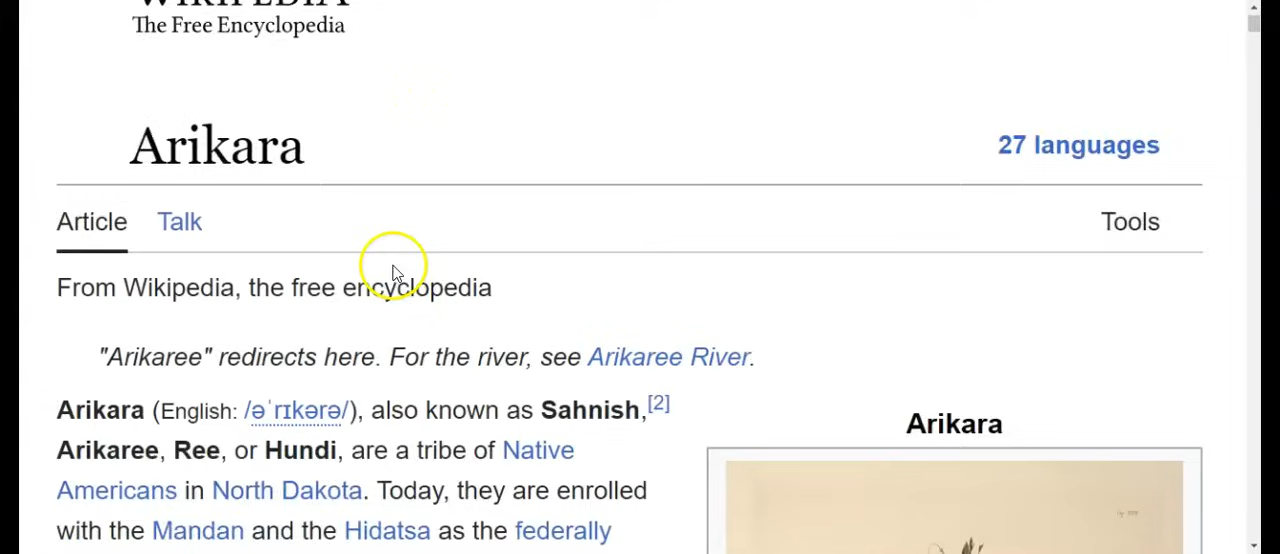 WIKIPEDIA
The Free Encyclopedia
Arikara
27 languages
Article Talk Tools
From Wikipedia, the free encyclopedia
"Arikaree" redirects here. For the river, see Arikaree River.
Arikara (English: /əˈrɪkərə/), also known as Sahnish,[2]
Arikaree, Ree, or Hundi, are a tribe of Native
Americans in North Dakota. Today, they are enrolled
with the Mandan and the Hidatsa as the federally
Arikara